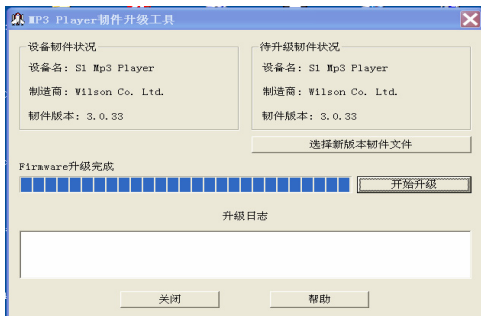 MP3 Player韧件升级工具
设备韧件状况
设备名: S1 Mp3 Player
制造商: Wilson Co. Ltd.
韧件版本: 3.0.33
待升级韧件状况
设备名: S1 Mp3 Player
制造商: Wilson Co. Ltd.
韧件版本: 3.0.33
选择新版本韧件文件
Firmware升级完成
开始升级
升级日志
关闭
帮助